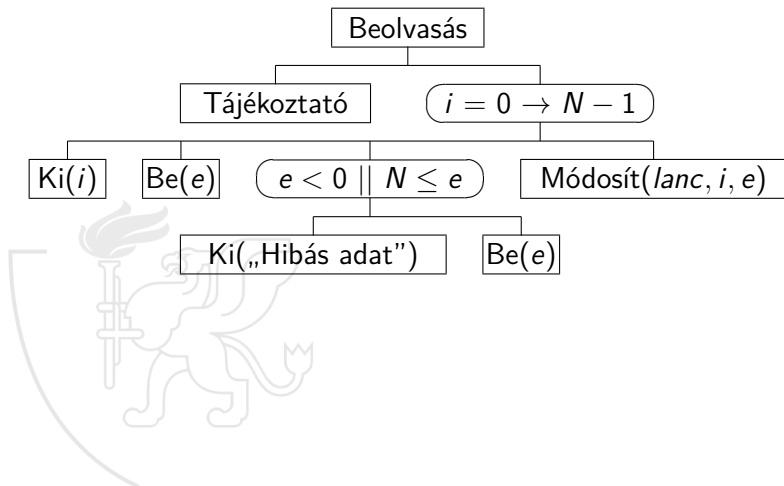 Beolvasás
Tájékoztató i = 0 → N − 1
Ki(i) Be(e) e < 0 || N ≤ e Módosít(lanc, i, e)
Ki(„Hibás adat”) Be(e)